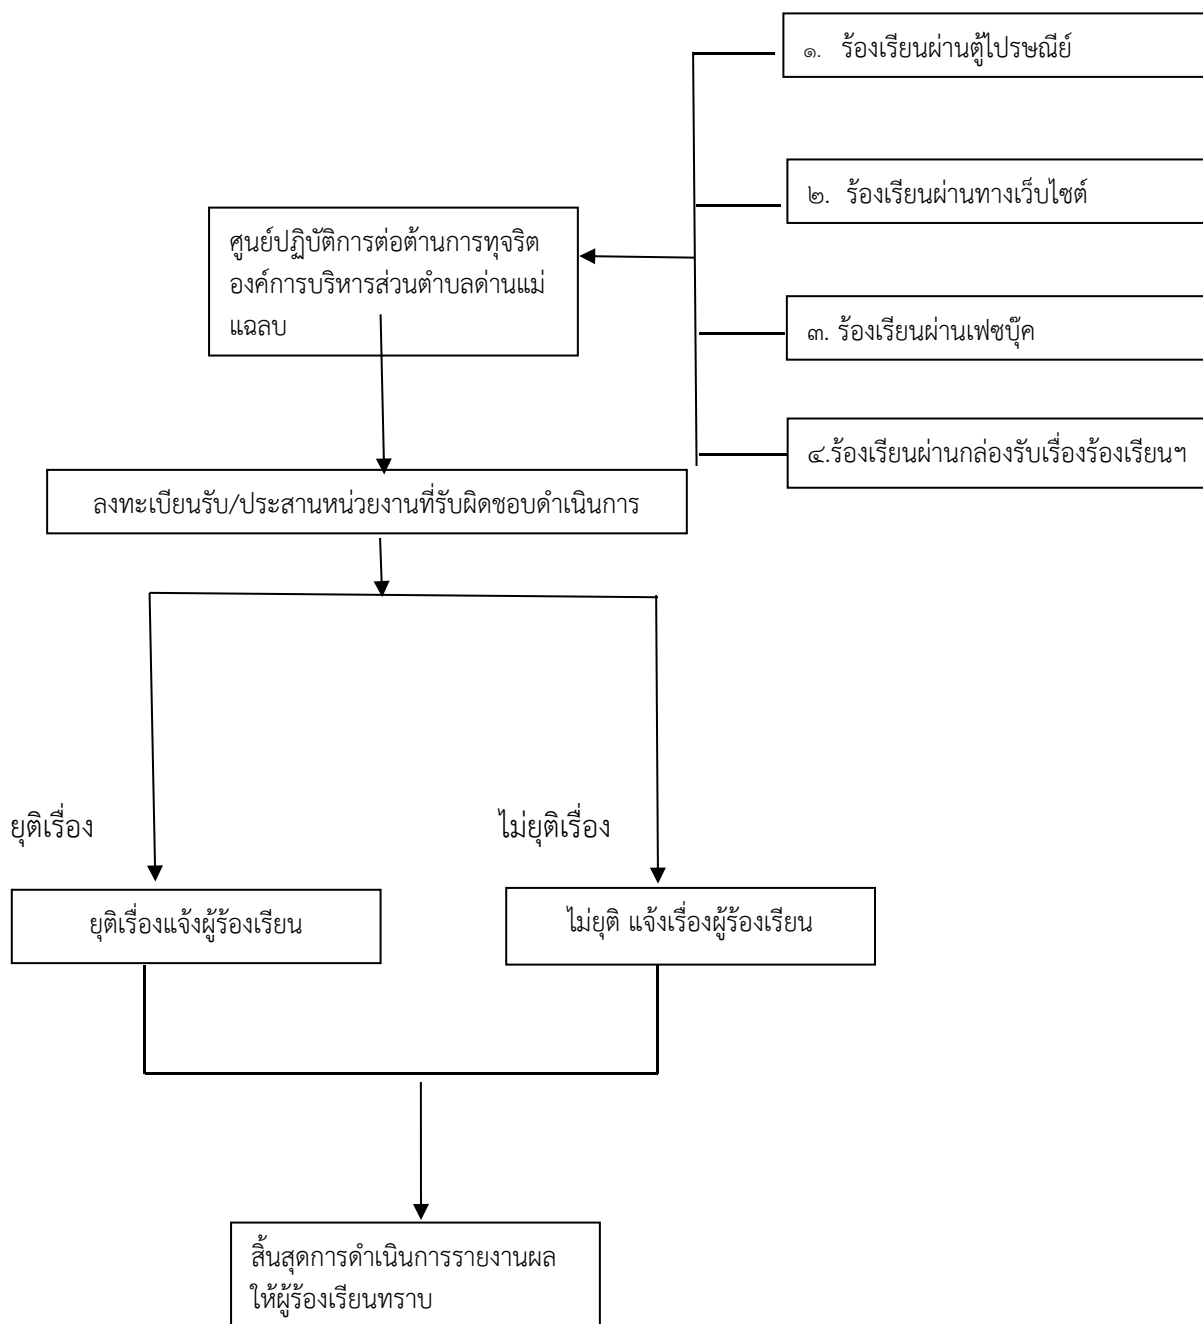 ๑. ร้องเรียนผ่านตู้ไปรษณีย์
๒. ร้องเรียนผ่านทางเว็บไซต์
ศูนย์ปฏิบัติการต่อต้านการทุจริต
องค์การบริหารส่วนตำบลด่านแม่
แฉลบ
๓. ร้องเรียนผ่านเฟซบุ๊ค
๔.ร้องเรียนผ่านกล่องรับเรื่องร้องเรียนฯ
ลงทะเบียนรับ/ประสานหน่วยงานที่รับผิดชอบดำเนินการ
ยุติเรื่อง
ไม่ยุติเรื่อง
ยุติเรื่องแจ้งผู้ร้องเรียน
ไม่ยุติ แจ้งเรื่องผู้ร้องเรียน
สิ้นสุดการดำเนินการรายงานผล
ให้ผู้ร้องเรียนทราบ